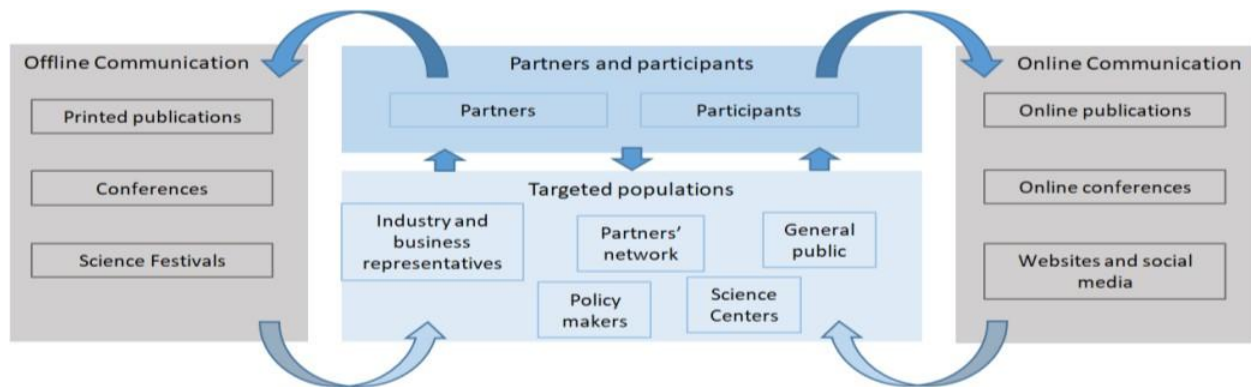 Offline Communication
Printed publications
Conferences
Science Festivals
Partners and participants
Partners
Participants
Targeted populations
Industry and
business
representatives
Partners’
network
General
public
Policy
makers
Science
Centers
Online Communication
Online publications
Online conferences
Websites and social
media